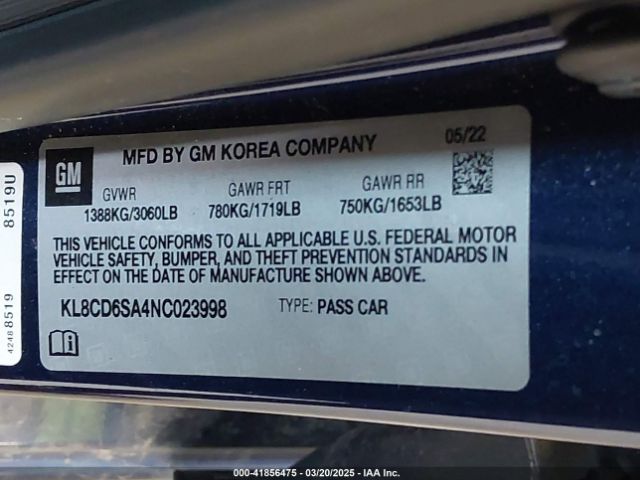 GM
MFD BY GM KOREA COMPANY
05/22
GVWR
1388KG/3060LB
GAWR FRT
780KG/1719LB
GAWR RR
750KG/1653LB
THIS VEHICLE CONFORMS TO ALL APPLICABLE U.S. FEDERAL MOTOR
VEHICLE SAFETY, BUMPER, AND THEFT PREVENTION STANDARDS IN
EFFECT ON THE DATE OF MANUFACTURE SHOWN ABOVE.
KL8CD6SA4NC023998
TYPE: PASS CAR
42488519 8519U
000-41856475 - 03/20/2025 - IAA Inc.